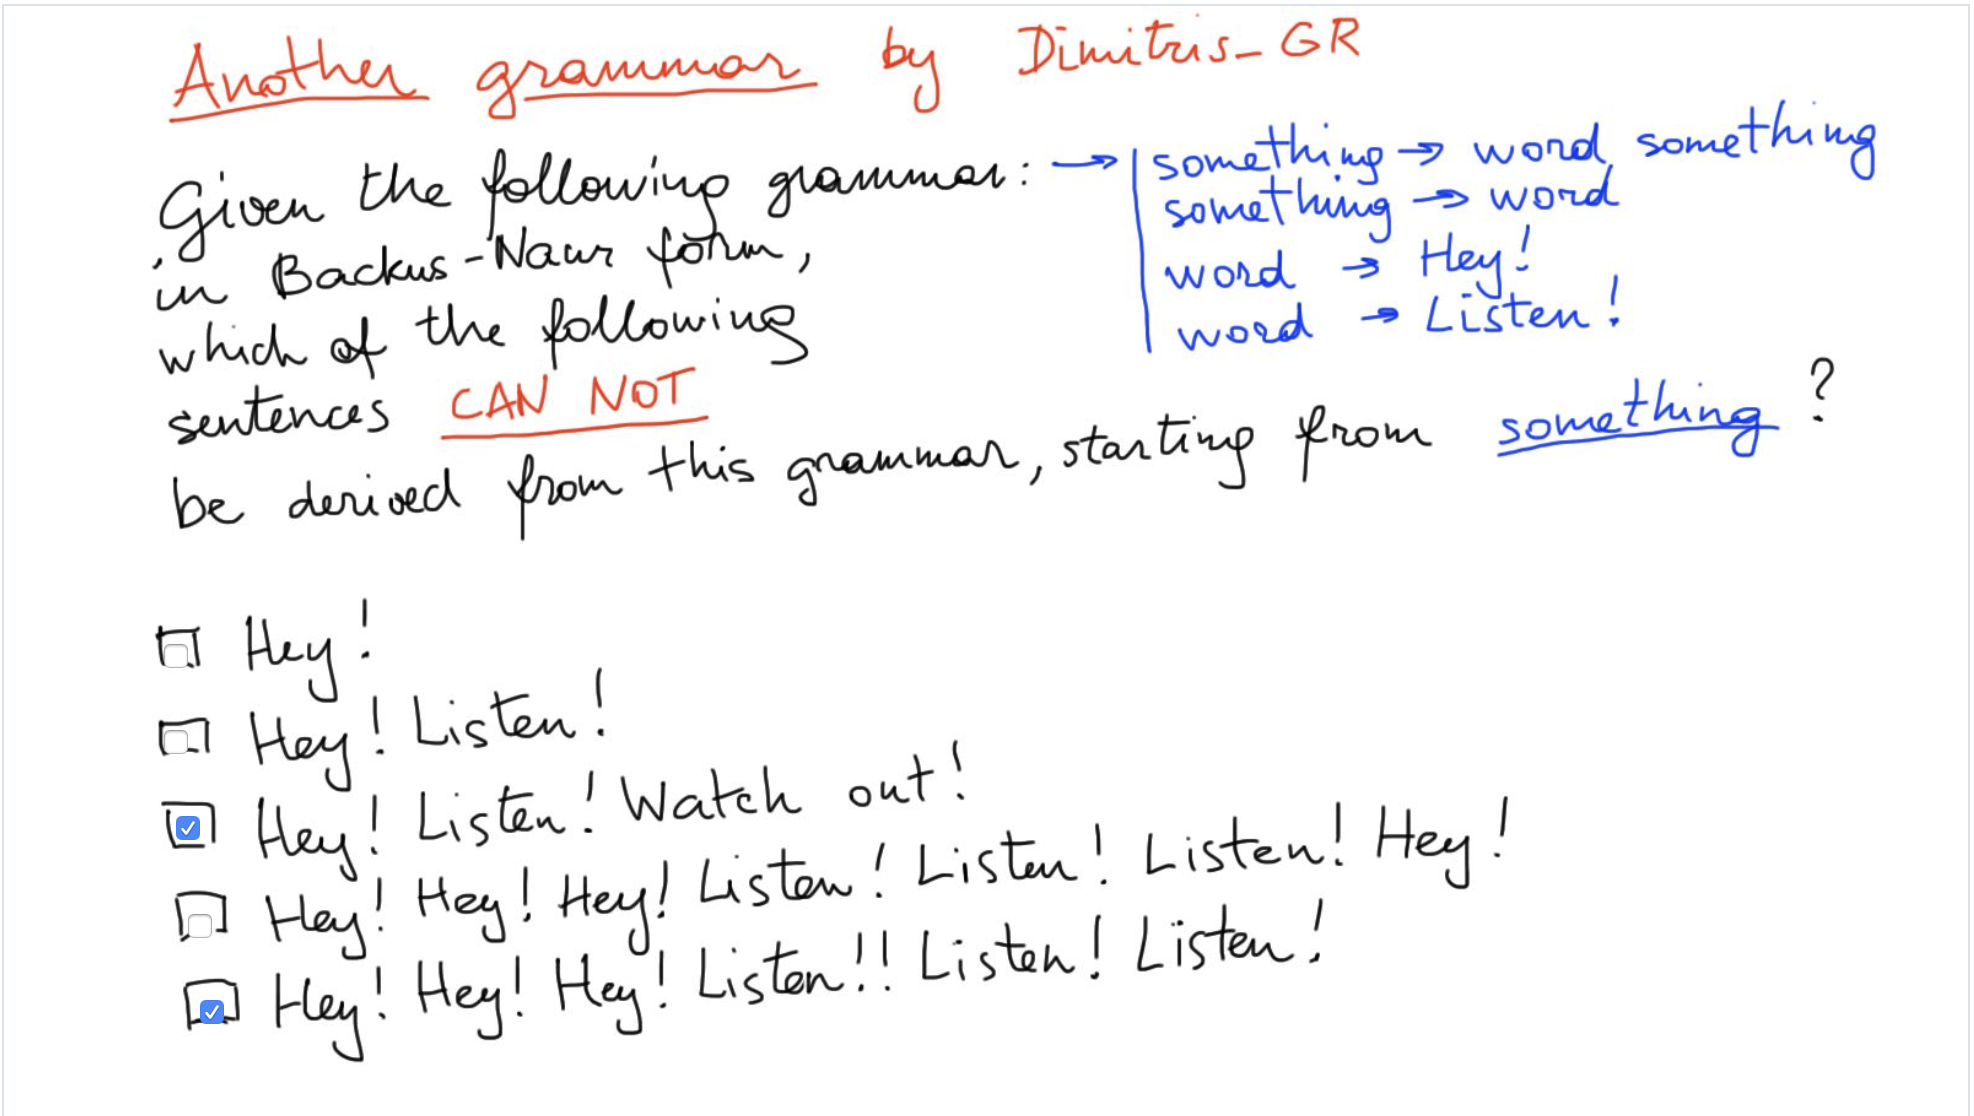 Another grammar by Dimitris_GR
Given the following grammar: → something → word something
something → word
in Backus-Naur form,
word → Hey!
which of the following
word → Listen!
sentences CAN NOT
be derived from this grammar, starting from something?
Hey!
Hey! Listen!
Hey! Listen! Watch out!
Hey! Hey! Hey! Listen! Listen! Listen! Hey!
Hey! Hey! Hey! Listen!! Listen! Listen!